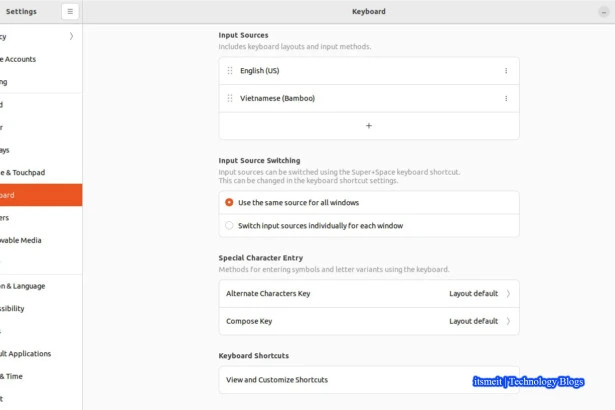 Settings
Keyboard
cy
e Accounts
ng
d
r
ays
e & Touchpad
oard
ers
ovable Media
n & Language
sibility
s
ult Applications
& Time
t
Input Sources
Includes keyboard layouts and input methods.
English (US)
Vietnamese (Bamboo)
+
Input Source Switching
Input sources can be switched using the Super+Space keyboard shortcut.
This can be changed in the keyboard shortcut settings.
Use the same source for all windows
Switch input sources individually for each window
Special Character Entry
Methods for entering symbols and letter variants using the keyboard.
Alternate Characters Key Layout default
Compose Key Layout default
Keyboard Shortcuts
View and Customize Shortcuts
itsmeit | Technology Blogs